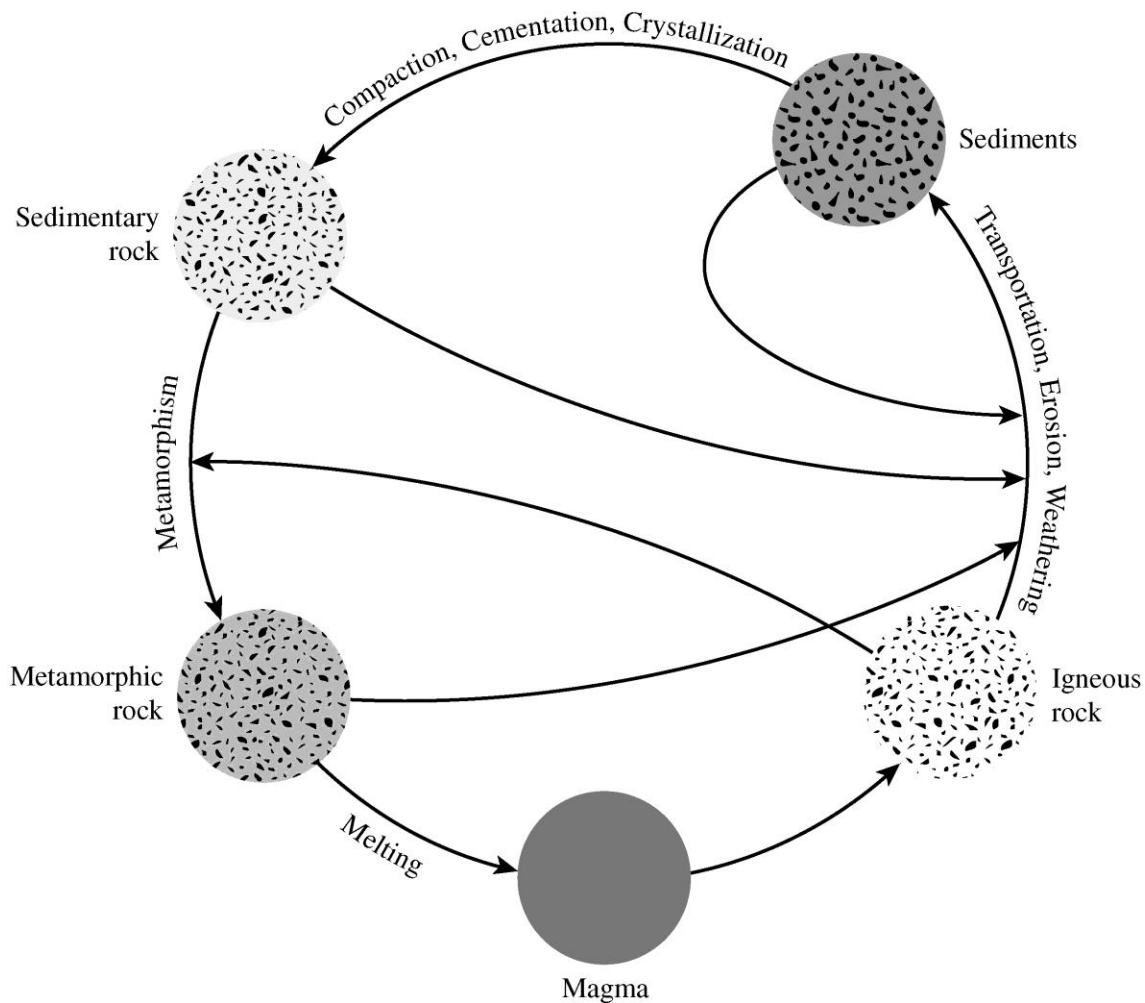 Compaction, Cementation, Crystallization
Sediments
Sedimentary
rock
Transportation, Erosion, Weathering
Metamorphism
Metamorphic
rock
Igneous
rock
Melting
Magma